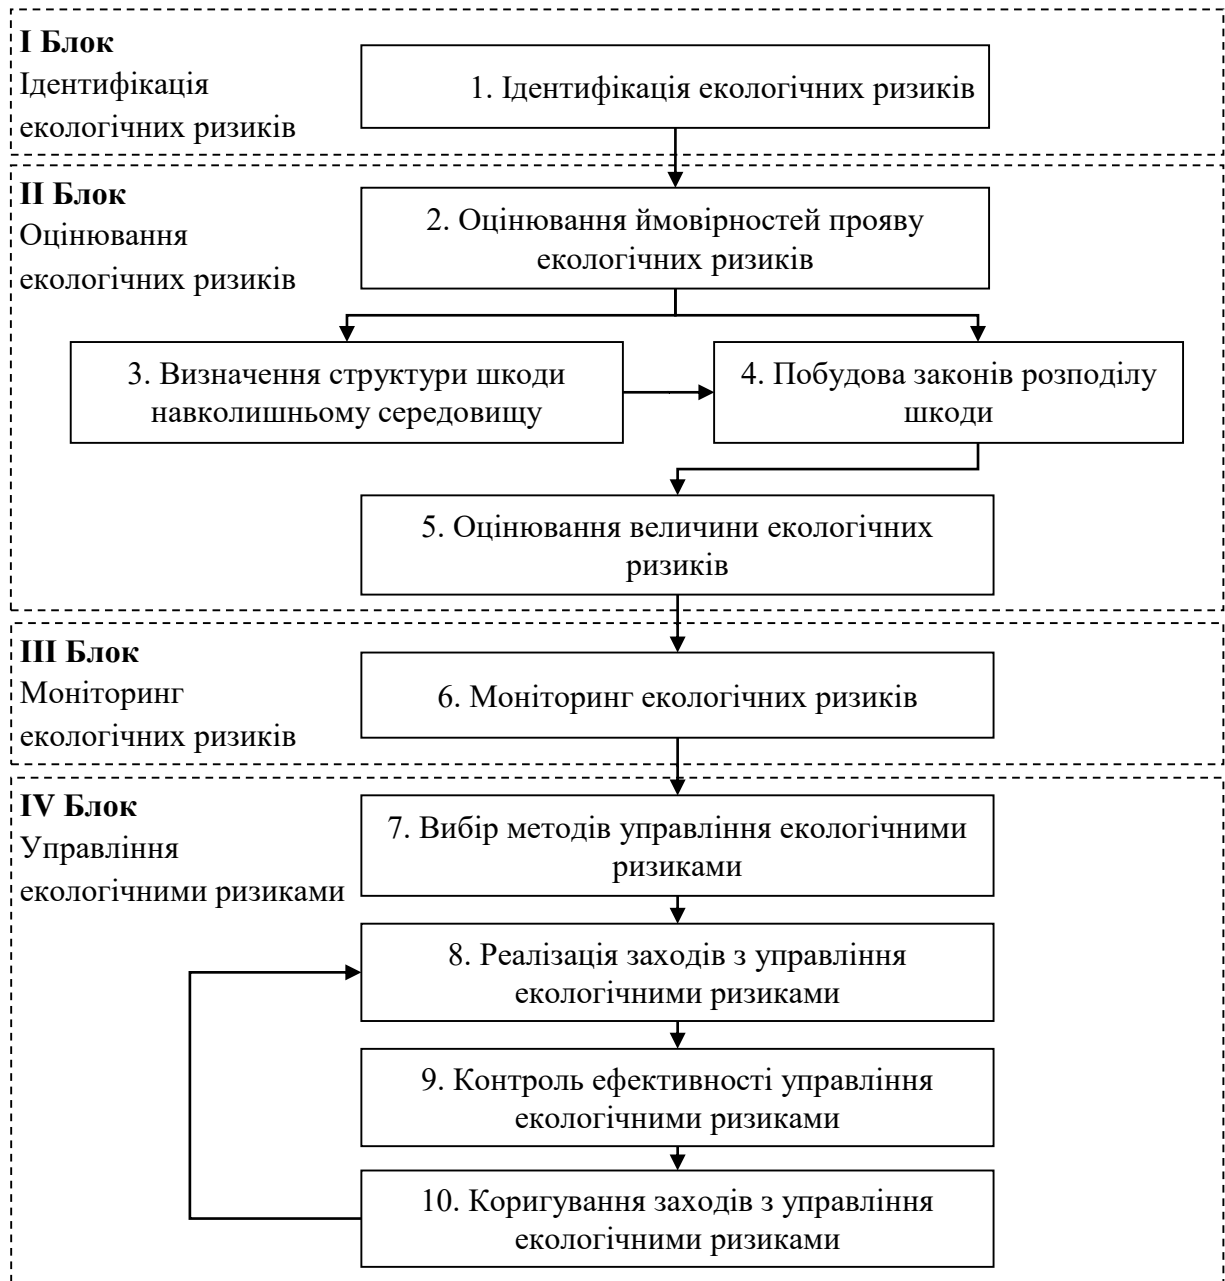 I Блок
Ідентифікація
екологічних ризиків
1. Ідентифікація екологічних ризиків
II Блок
Оцінювання
екологічних ризиків
2. Оцінювання ймовірностей прояву
екологічних ризиків
3. Визначення структури шкоди
навколишньому середовищу
4. Побудова законів розподілу
шкоди
5. Оцінювання величини екологічних
ризиків
III Блок
Моніторинг
екологічних ризиків
6. Моніторинг екологічних ризиків
IV Блок
Управління
екологічними ризиками
7. Вибір методів управління екологічними
ризиками
8. Реалізація заходів з управління
екологічними ризиками
9. Контроль ефективності управління
екологічними ризиками
10. Коригування заходів з управління
екологічними ризиками